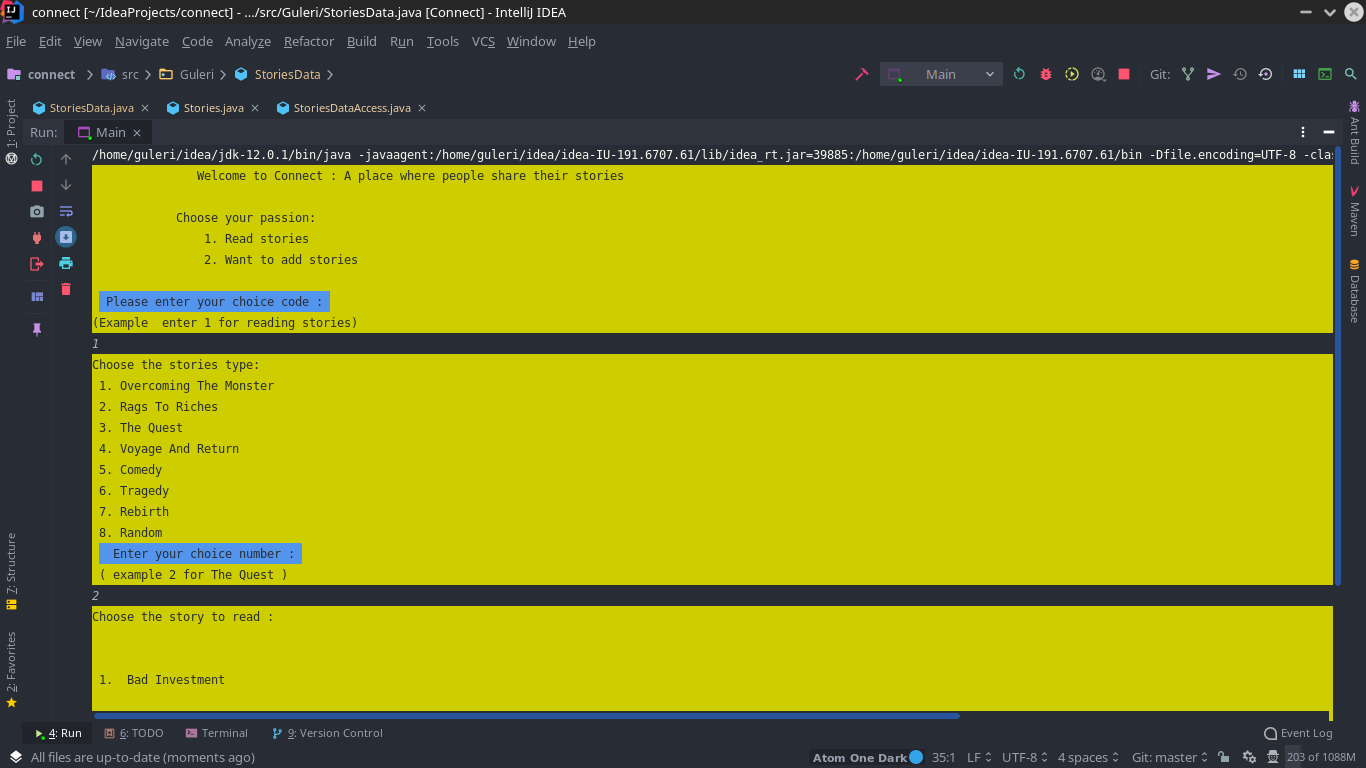 connect [~/IdeaProjects/connect] - .../src/Guleri/StoriesData.java [Connect] - IntelliJ IDEA
File Edit View Navigate Code Analyze Refactor Build Run Tools VCS Window Help
connect src Guleri StoriesData Main Git:
StoriesData.java Stories.java StoriesDataAccess.java
Run: Main
/home/guleri/idea/jdk-12.0.1/bin/java -javaagent:/home/guleri/idea/idea-IU-191.6707.61/lib/idea_rt.jar=39885:/home/guleri/idea/idea-IU-191.6707.61/bin -Dfile.encoding=UTF-8 -clas
Welcome to Connect : A place where people share their stories
Choose your passion:
1. Read stories
2. Want to add stories
Please enter your choice code :
(Example  enter 1 for reading stories)
1
Choose the stories type:
1. Overcoming The Monster
2. Rags To Riches
3. The Quest
4. Voyage And Return
5. Comedy
6. Tragedy
7. Rebirth
8. Random
Enter your choice number :
( example 2 for The Quest )
2
Choose the story to read :
1.  Bad Investment
1: Project
7: Structure
2: Favorites
Ant Build
Maven
Database
4: Run 6: TODO Terminal 9: Version Control Event Log
All files are up-to-date (moments ago) Atom One Dark 35:1 LF UTF-8 4 spaces Git: master 203 of 1088M